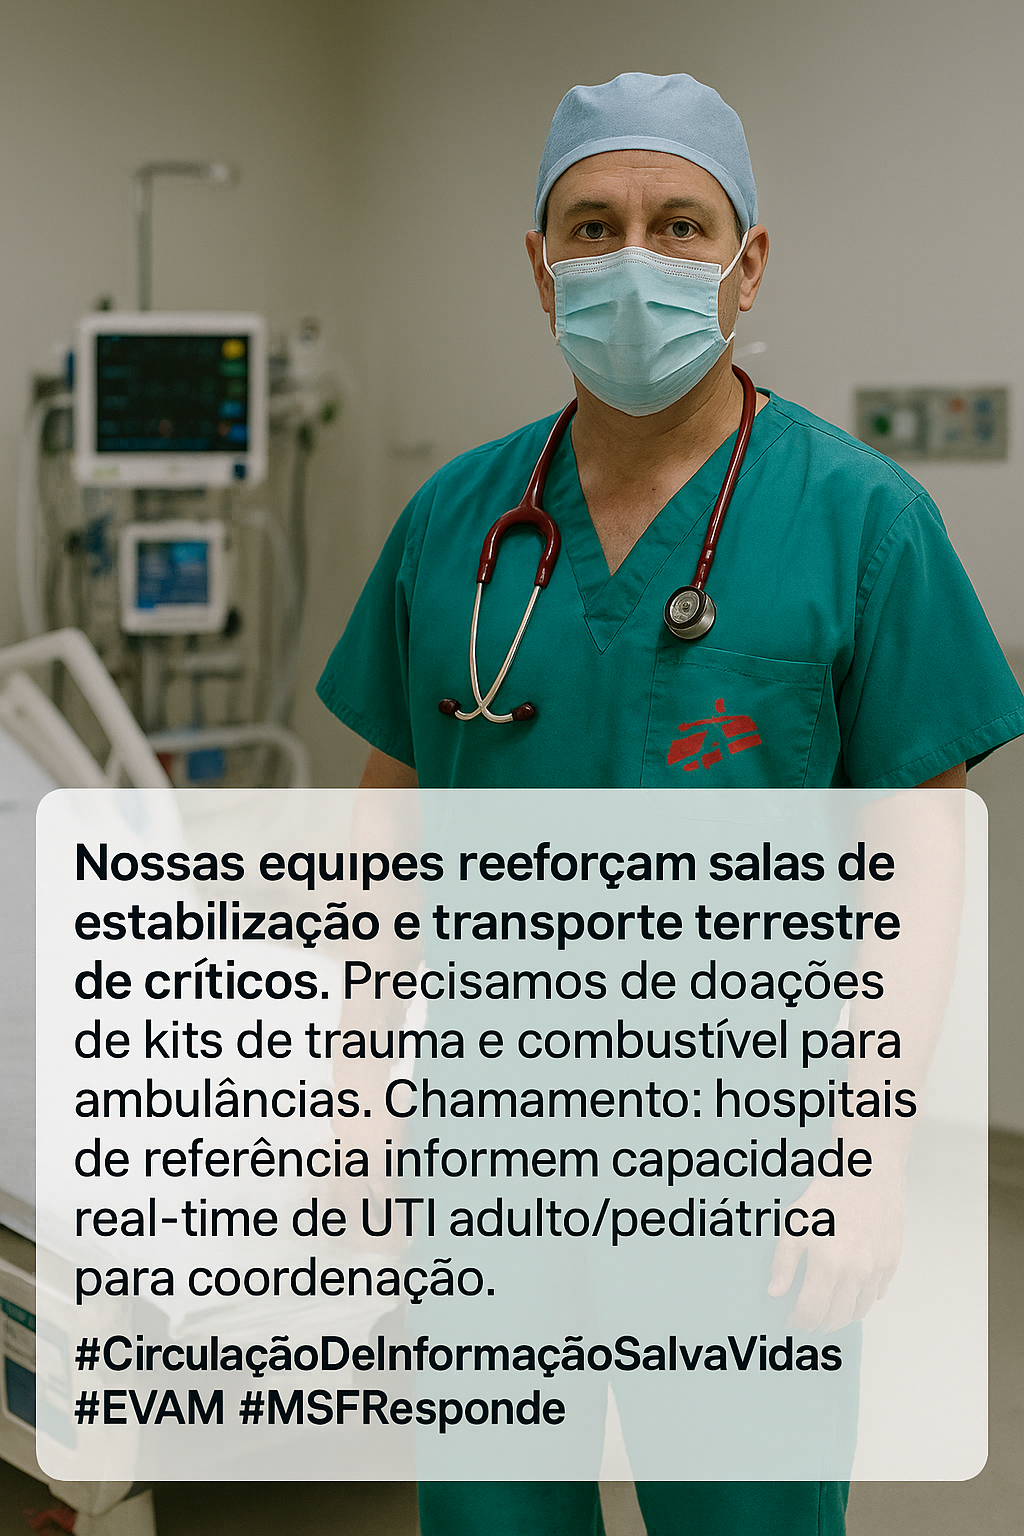 Nossas equipes reeforçam salas de
estabilização e transporte terrestre
de críticos. Precisamos de doações
de kits de trauma e combustível para
ambulâncias. Chamamento: hospitais
de referência informem capacidade
real-time de UTI adulto/pediátrica
para coordenação.
#CirculaçãoDeInformaçãoSalvaVidas
#EVAM #MSFResponde